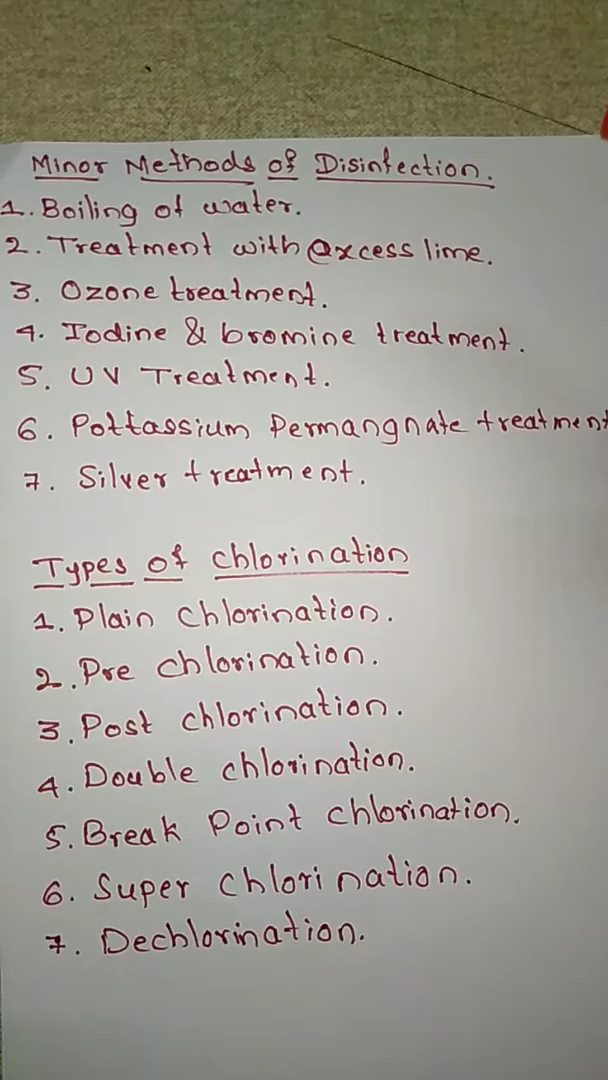 Minor Methods of Disinfection.
1. Boiling of water.
2. Treatment with excess lime.
3. Ozone treatment.
4. Iodine & bromine treatment.
5. UV Treatment.
6. Pottassium Permangnate treatment
7. Silver treatment.
Types of chlorination
1. Plain Chlorination.
2. Pre chlorination.
3. Post chlorination.
4. Double chlorination.
5. Break Point chlorination.
6. Super Chlorination.
7. Dechlorination.